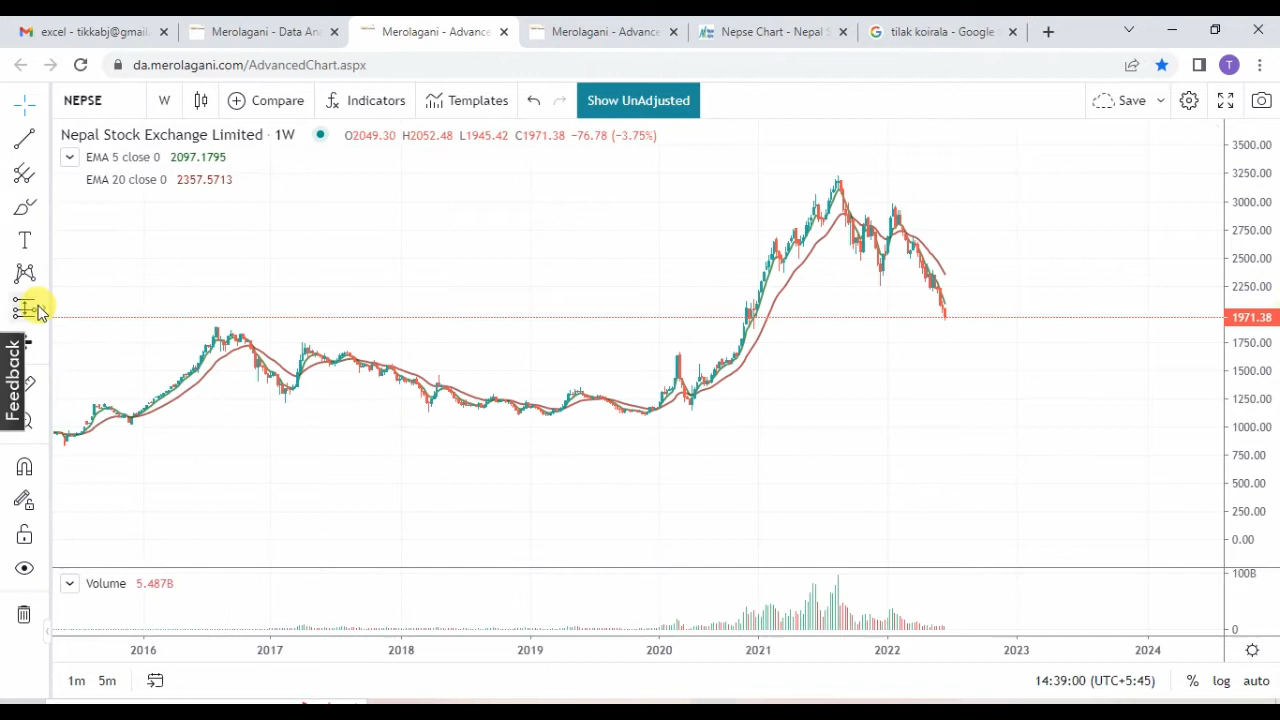 excel - tikkabj@gmail.
Merolagani - Data Ana
Merolagani - Advance
Merolagani - Advance
Nepse Chart - Nepal S
tilak koirala - Google S
da.merolagani.com/AdvancedChart.aspx
T
NEPSE
W
Compare
Indicators
Templates
Show UnAdjusted
Save
Nepal Stock Exchange Limited · 1W
O2049.30 H2052.48 L1945.42 C1971.38 −76.78 (−3.75%)
EMA 5 close 0 2097.1795
EMA 20 close 0 2357.5713
T
Feedback
3500.00
3250.00
3000.00
2750.00
2500.00
2250.00
1971.38
1750.00
1500.00
1250.00
1000.00
750.00
500.00
250.00
0.00
Volume 5.487B
100B
0
2016 2017 2018 2019 2020 2021 2022 2023 2024
1m 5m
14:39:00 (UTC+5:45)
% log auto